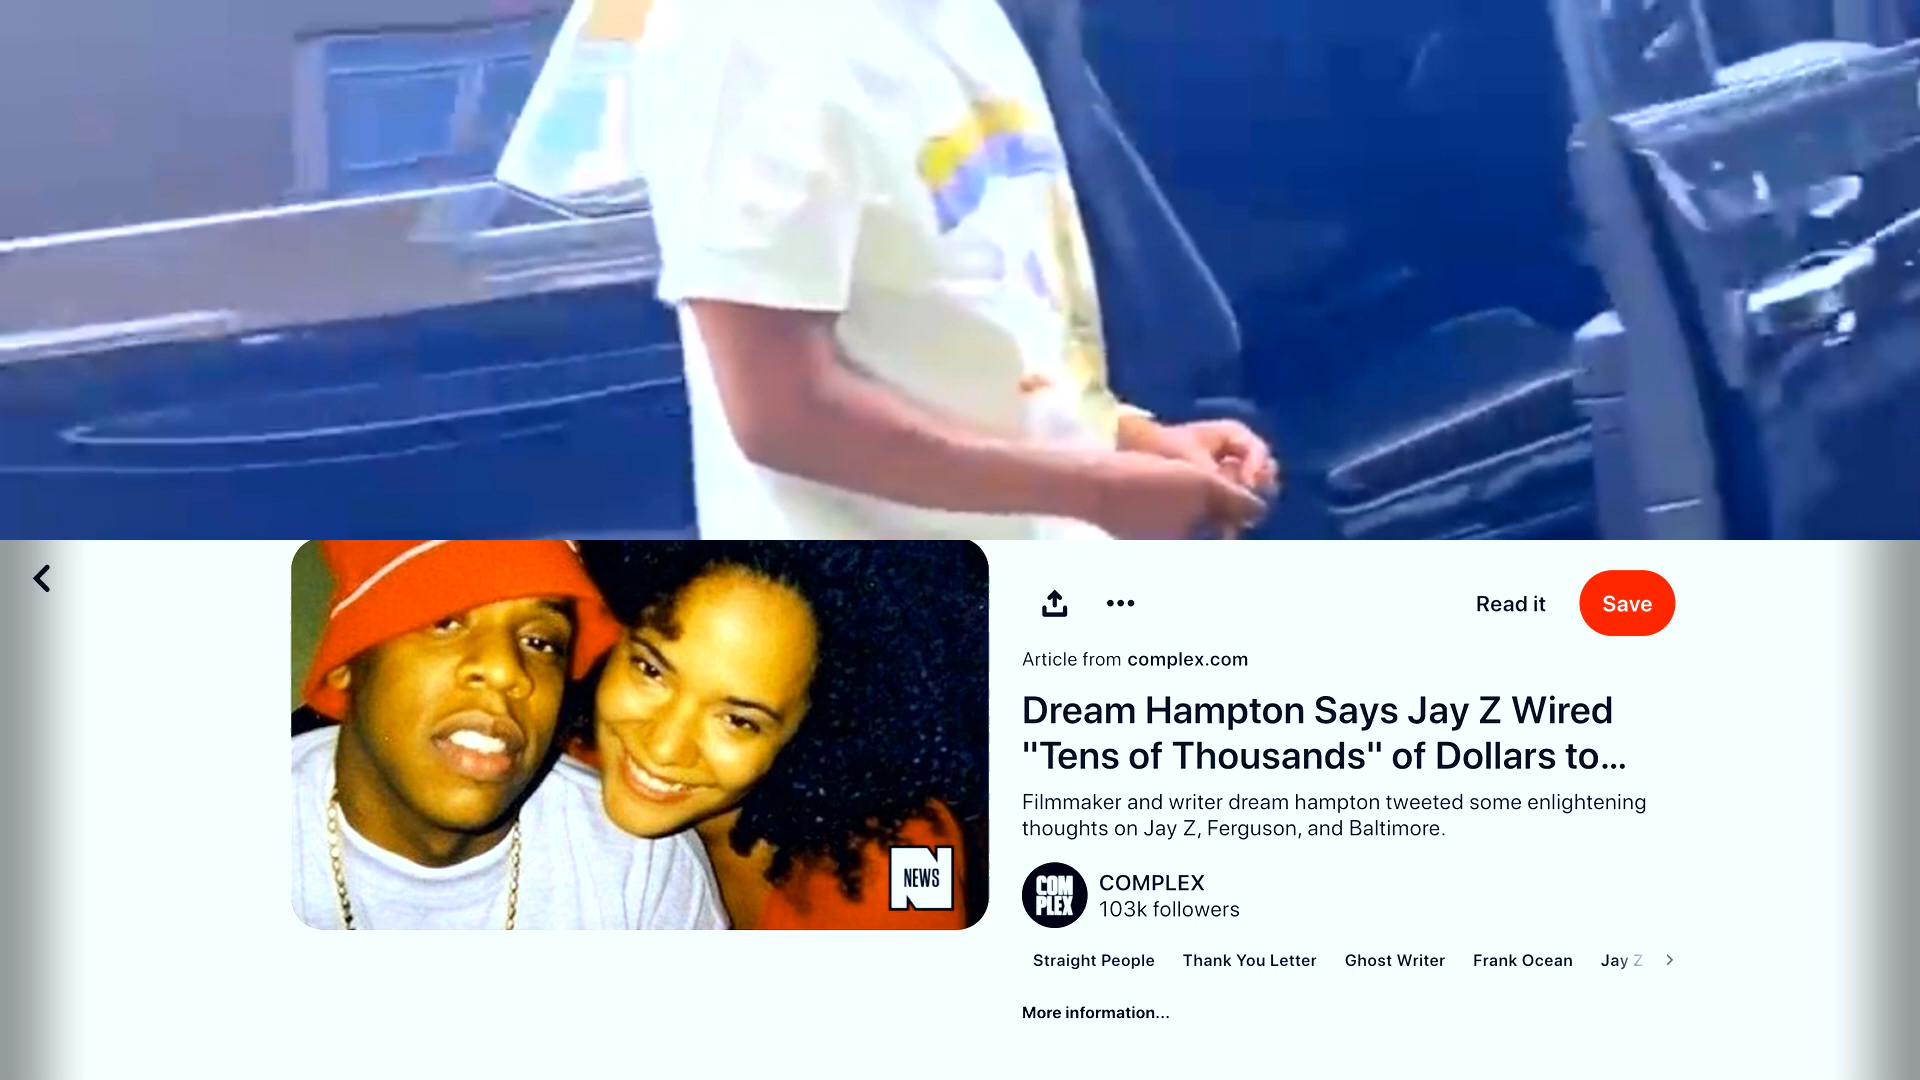 NEWS
Read it
Save
Article from complex.com
Dream Hampton Says Jay Z Wired
"Tens of Thousands" of Dollars to...
Filmmaker and writer dream hampton tweeted some enlightening
thoughts on Jay Z, Ferguson, and Baltimore.
COM
PLEX
COMPLEX
103k followers
Straight People Thank You Letter Ghost Writer Frank Ocean Jay Z
More information...